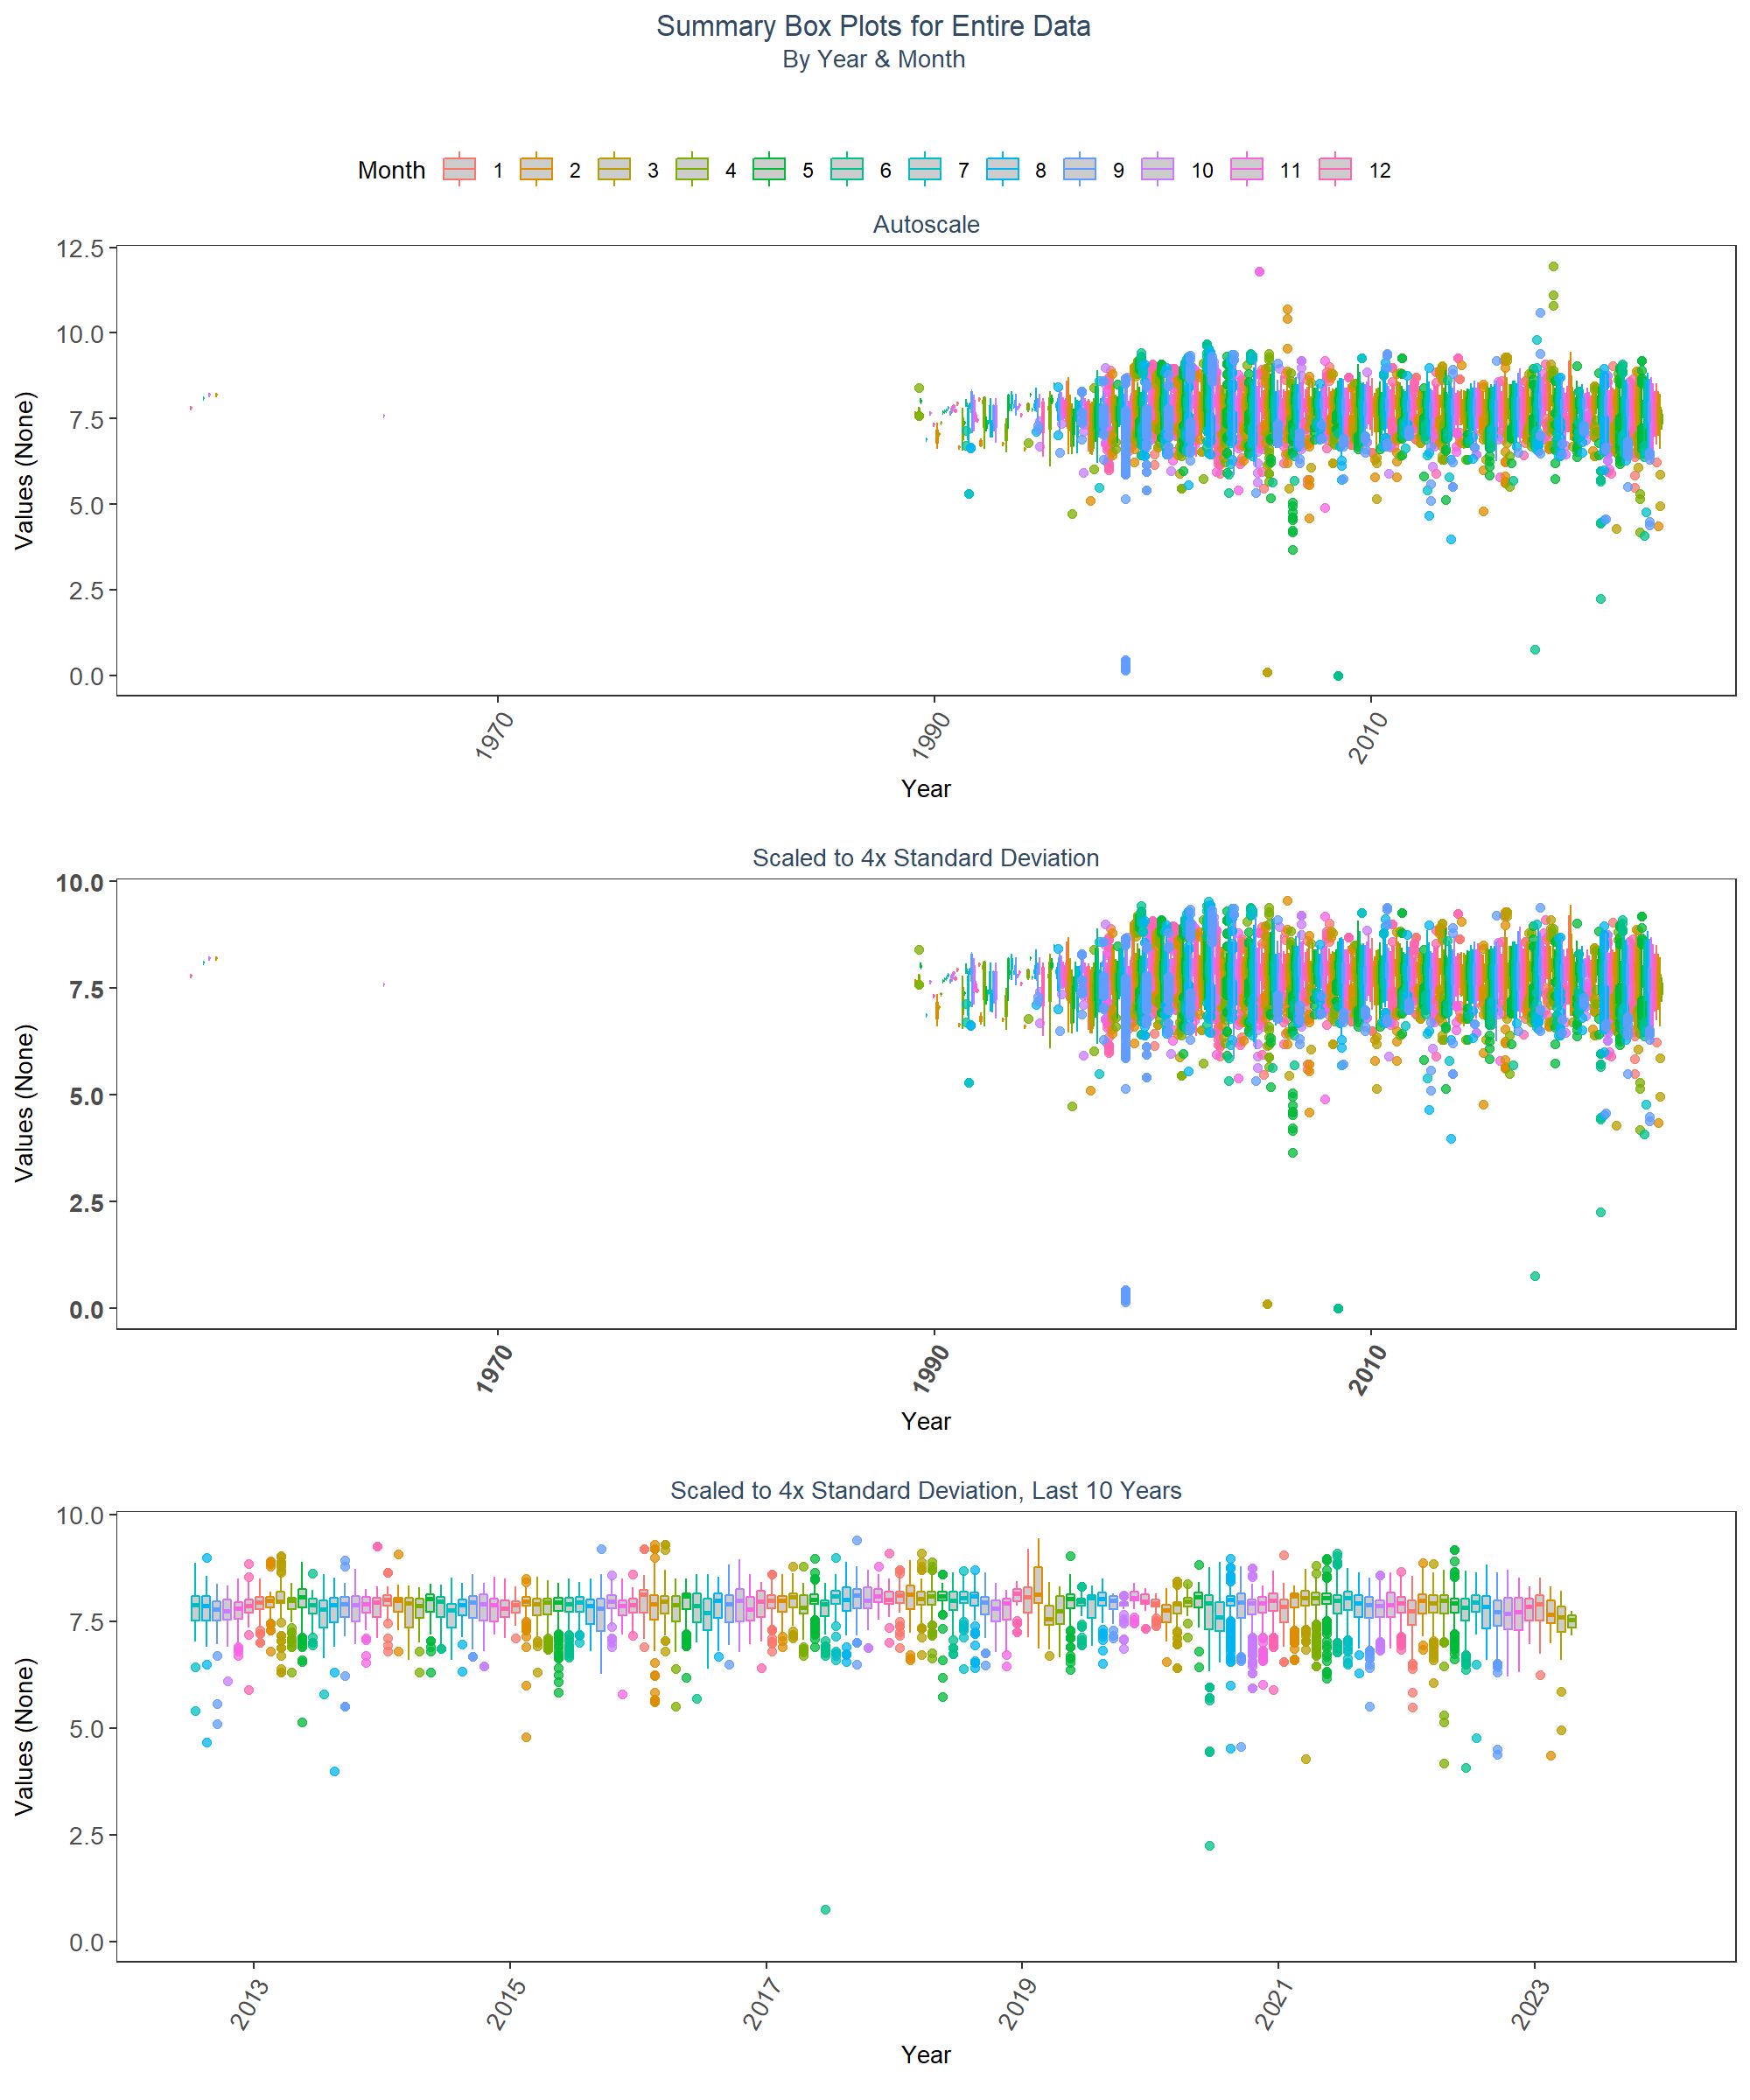 Summary Box Plots for Entire Data
By Year & Month
Month 1 2 3 4 5 6 7 8 9 10 11 12
Autoscale
Values (None)
12.5
10.0
7.5
5.0
2.5
0.0
1970 1990 2010
Year
Scaled to 4x Standard Deviation
Values (None)
10.0
7.5
5.0
2.5
0.0
1970 1990 2010
Year
Scaled to 4x Standard Deviation, Last 10 Years
Values (None)
10.0
7.5
5.0
2.5
0.0
2013 2015 2017 2019 2021 2023
Year